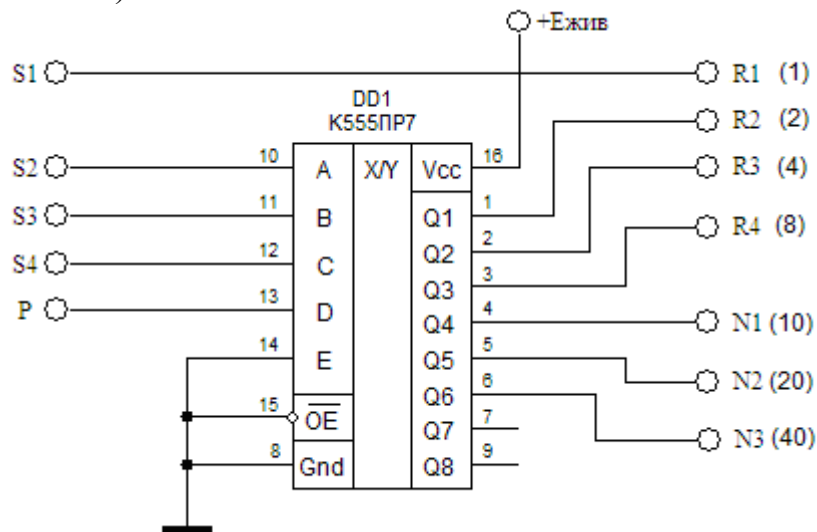 )
+Eжив
S1
R1 (1)
DD1
К555ПР7
R2 (2)
S2
10
A
X/Y
Vcc
16
R3 (4)
S3
11
B
Q1
1
R4 (8)
S4
12
C
Q2
2
P
13
D
Q3
3
Q4
4
N1 (10)
14
E
Q5
5
N2 (20)
15
OE
Q6
6
Q7
7
N3 (40)
8
Gnd
Q8
9